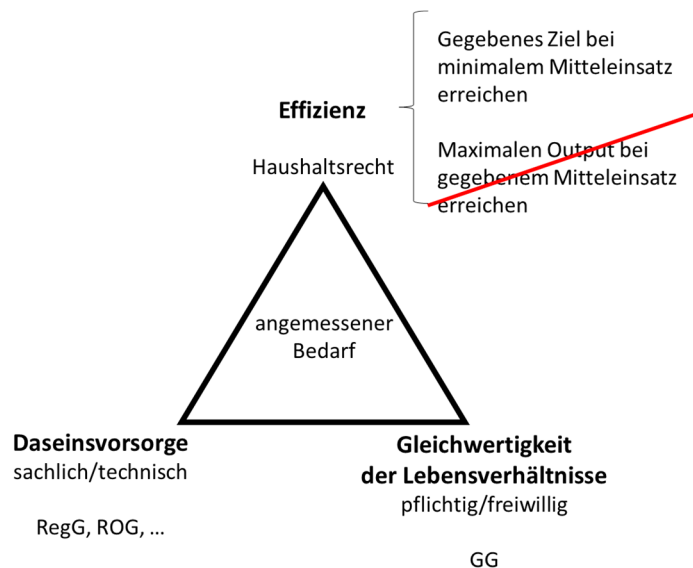 Gegebenes Ziel bei
minimalem Mitteleinsatz
erreichen
Effizienz
Maximalen Output bei
gegebenem Mitteleinsatz
erreichen
Haushaltsrecht
angemessener
Bedarf
Daseinsvorsorge
sachlich/technisch
RegG, ROG, ...
Gleichwertigkeit
der Lebensverhältnisse
pflichtig/freiwillig
GG